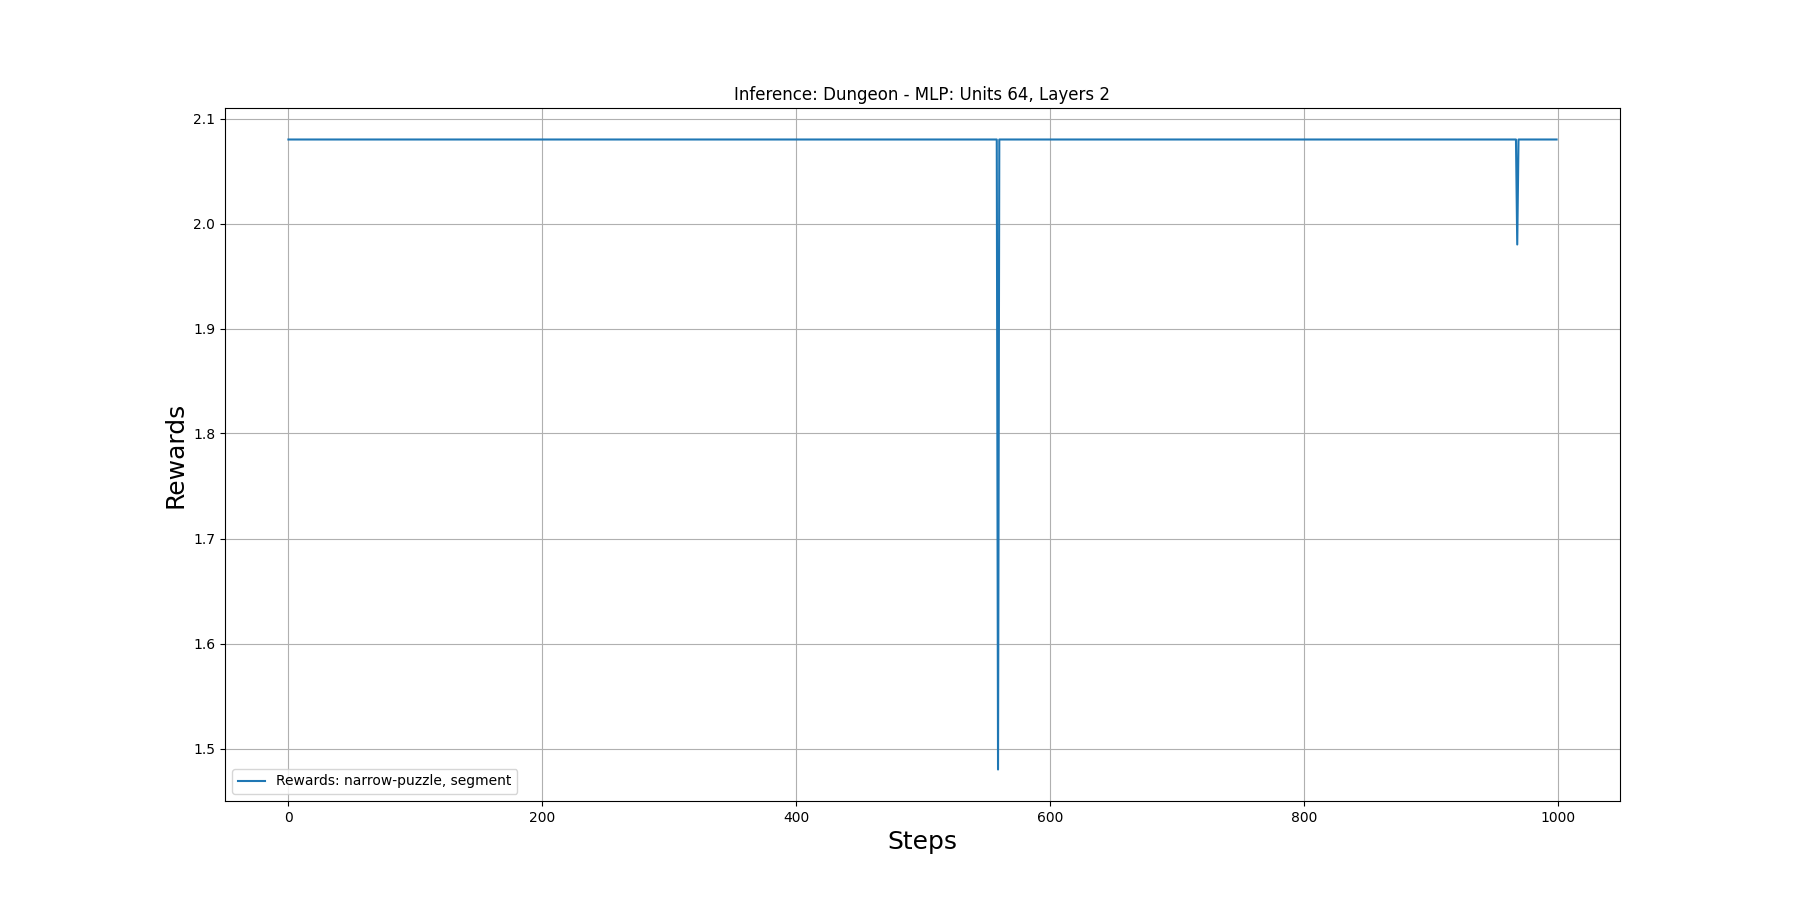 Inference: Dungeon - MLP: Units 64, Layers 2
2.1
2.0
1.9
1.8
1.7
1.6
1.5
Rewards
Rewards: narrow-puzzle, segment
0 200 400 600 800 1000
Steps